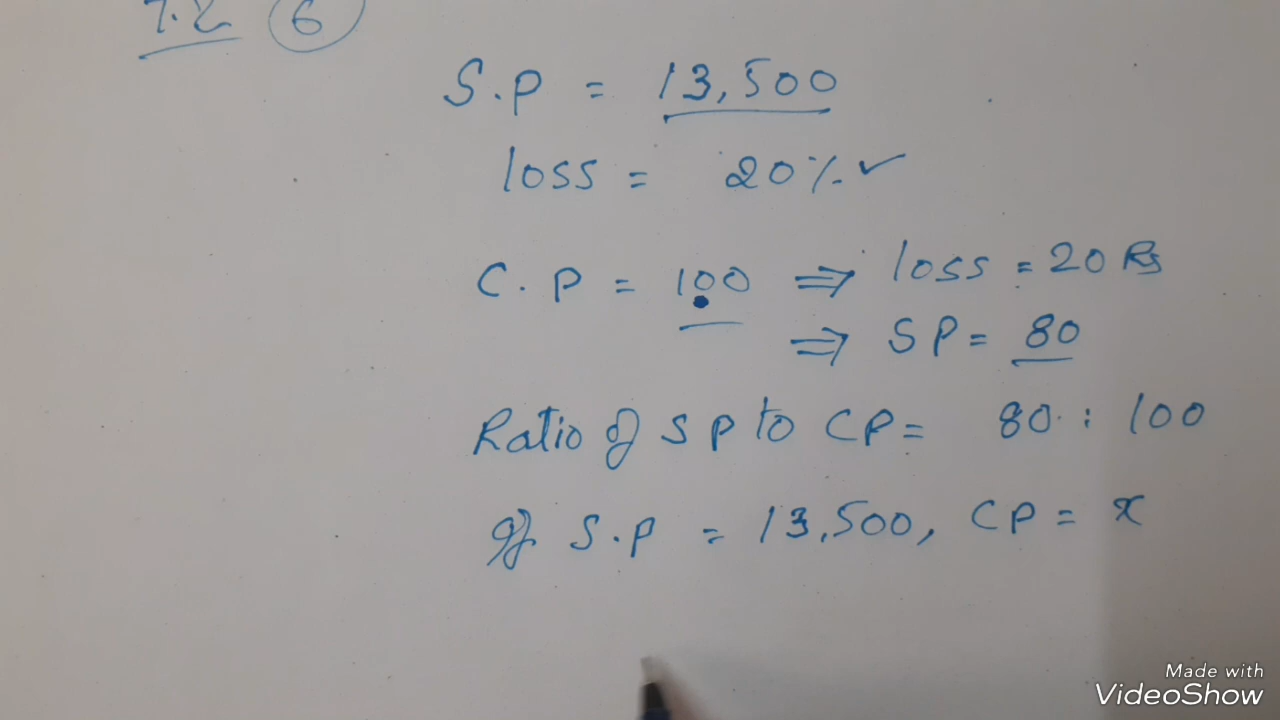 7.2 6
S.P = 13,500
loss = 20%. ✓
C.P = 100 ⇒ loss = 20 Rs
⇒ SP = 80
Ratio of SP to CP = 80 : 100
If S.P = 13,500, CP = x
Made with
VideoShow